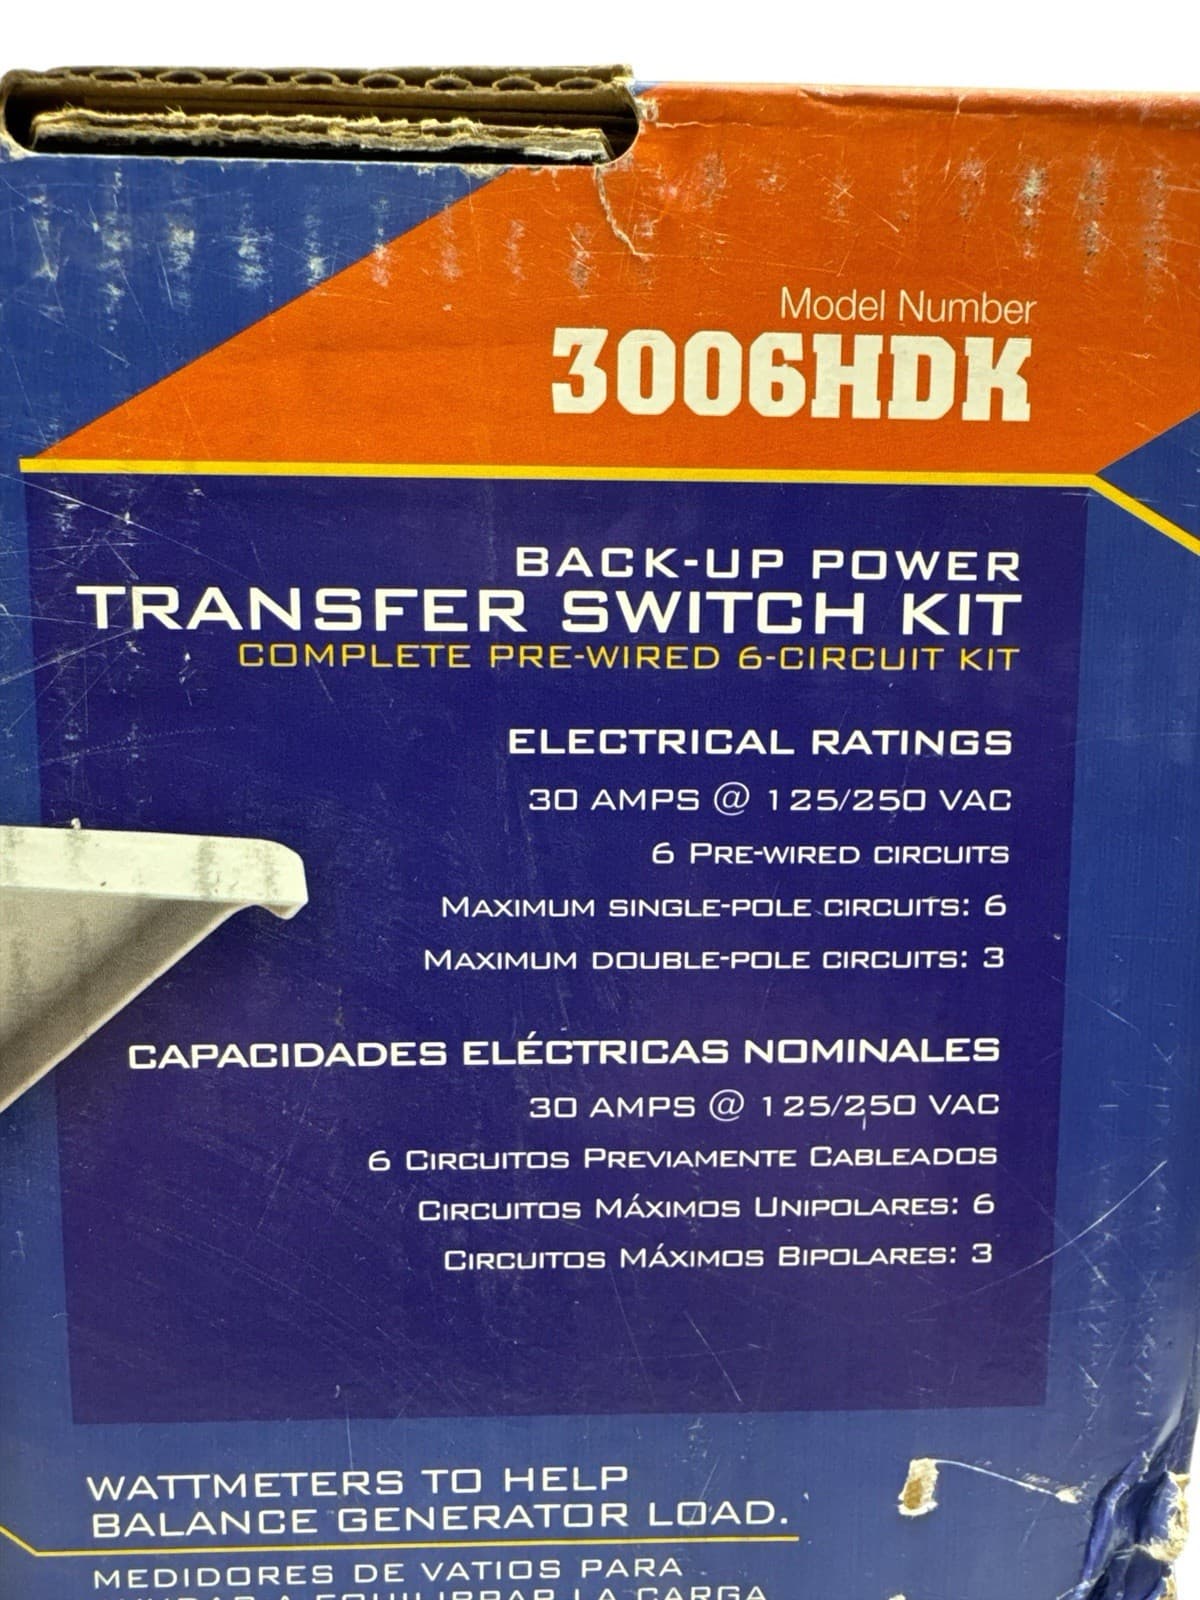 Model Number
3006HDK
BACK-UP POWER
TRANSFER SWITCH KIT
COMPLETE PRE-WIRED 6-CIRCUIT KIT
ELECTRICAL RATINGS
30 AMPS @ 125/250 VAC
6 PRE-WIRED CIRCUITS
MAXIMUM SINGLE-POLE CIRCUITS: 6
MAXIMUM DOUBLE-POLE CIRCUITS: 3
CAPACIDADES ELÉCTRICAS NOMINALES
30 AMPS @ 125/250 VAC
6 CIRCUITOS PREVIAMENTE CABLEADOS
CIRCUITOS MÁXIMOS UNIPOLARES: 6
CIRCUITOS MÁXIMOS BIPOLARES: 3
WATTMETERS TO HELP
BALANCE GENERATOR LOAD.
MEDIDORES DE VATIOS PARA
A EQUILIBRAR LA CARGA